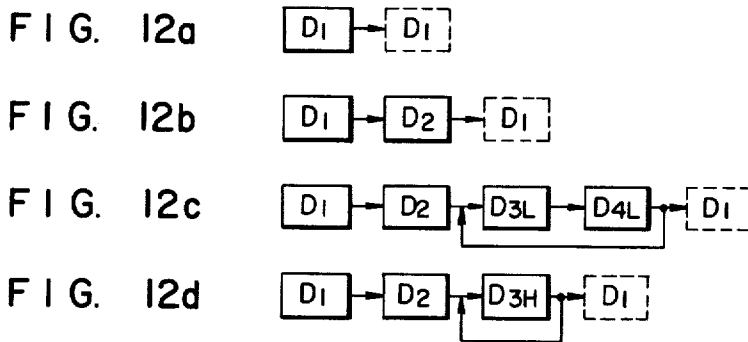 FIG. 12a D1 D1
FIG. 12b D1 D2 D1
FIG. 12c D1 D2 D3L D4L D1
FIG. 12d D1 D2 D3H D1